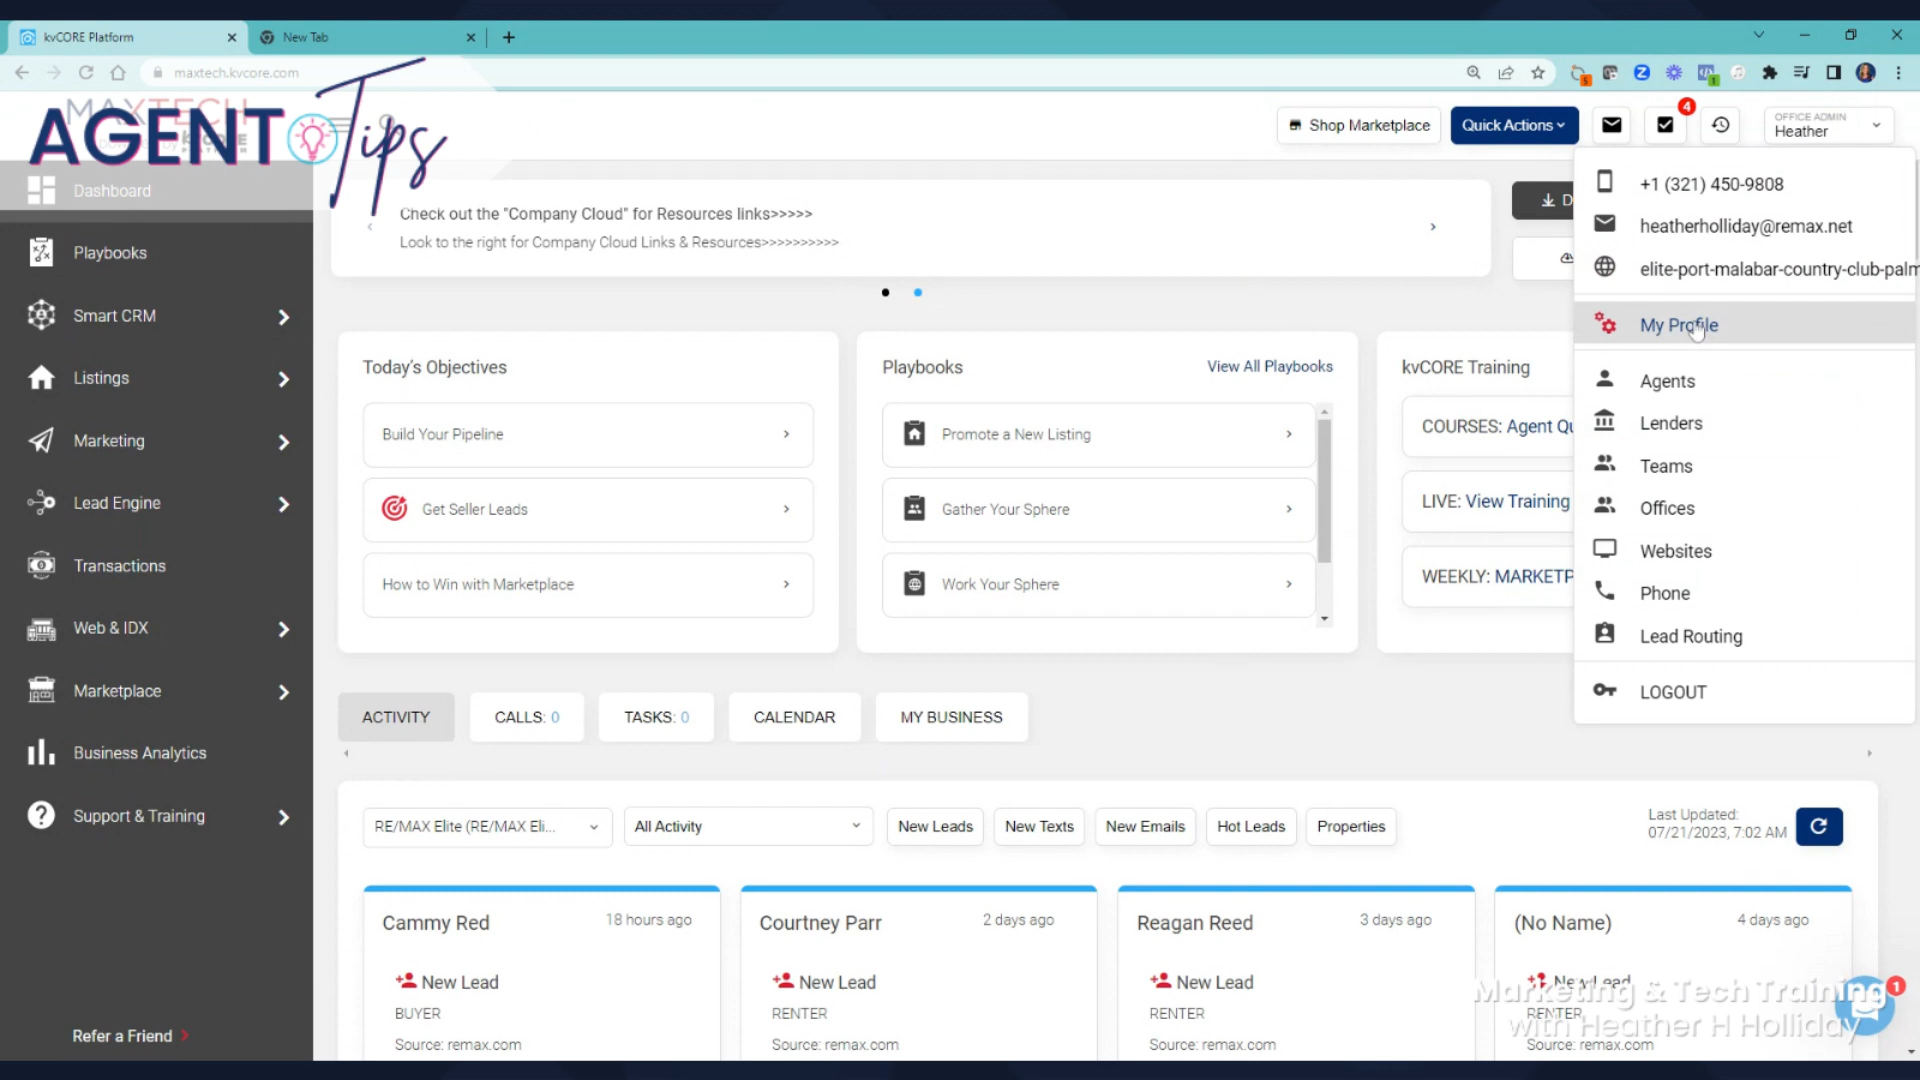 kvCORE Platform
New Tab
maxtech.kvcore.com
5
1
MAXTECH
AGENT Tips
Shop Marketplace
Quick Actions
4
OFFICE ADMIN
Heather
Dashboard
Playbooks
Smart CRM
Listings
Marketing
Lead Engine
Transactions
Web & IDX
Marketplace
Business Analytics
Support & Training
Refer a Friend
Check out the "Company Cloud" for Resources links>>>>>
Look to the right for Company Cloud Links & Resources>>>>>>>>>>
D
+1 (321) 450-9808
heatherholliday@remax.net
elite-port-malabar-country-club-palm
My Profile
Agents
Lenders
Teams
Offices
Websites
Phone
Lead Routing
LOGOUT
Today's Objectives
Build Your Pipeline
Get Seller Leads
How to Win with Marketplace
Playbooks
View All Playbooks
Promote a New Listing
Gather Your Sphere
Work Your Sphere
kvCORE Training
COURSES: Agent Qu
LIVE: View Training
WEEKLY: MARKETP
ACTIVITY
CALLS: 0
TASKS: 0
CALENDAR
MY BUSINESS
RE/MAX Elite (RE/MAX Eli...
All Activity
New Leads
New Texts
New Emails
Hot Leads
Properties
Last Updated:
07/21/2023, 7:02 AM
Cammy Red
18 hours ago
New Lead
BUYER
Source: remax.com
Courtney Parr
2 days ago
New Lead
RENTER
Source: remax.com
Reagan Reed
3 days ago
New Lead
RENTER
Source: remax.com
(No Name)
4 days ago
New Lead
RENTER
Source: remax.com
Marketing & Tech Training
with Heather H Holliday
1